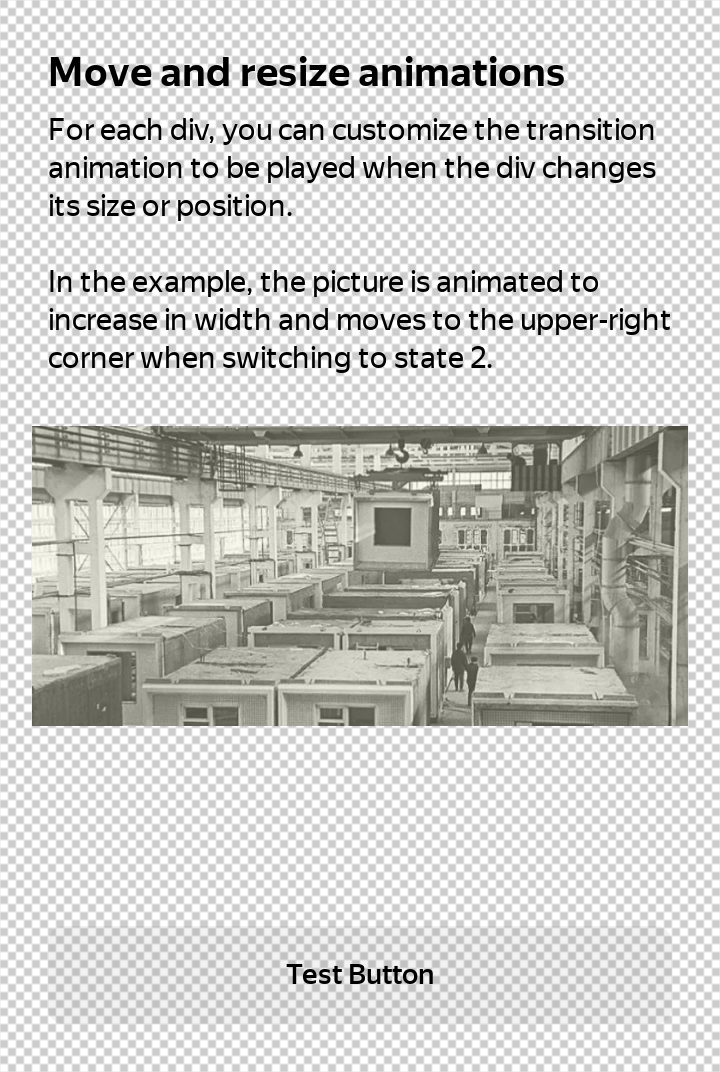 Move and resize animations
For each div, you can customize the transition
animation to be played when the div changes
its size or position.
In the example, the picture is animated to
increase in width and moves to the upper-right
corner when switching to state 2.
Test Button